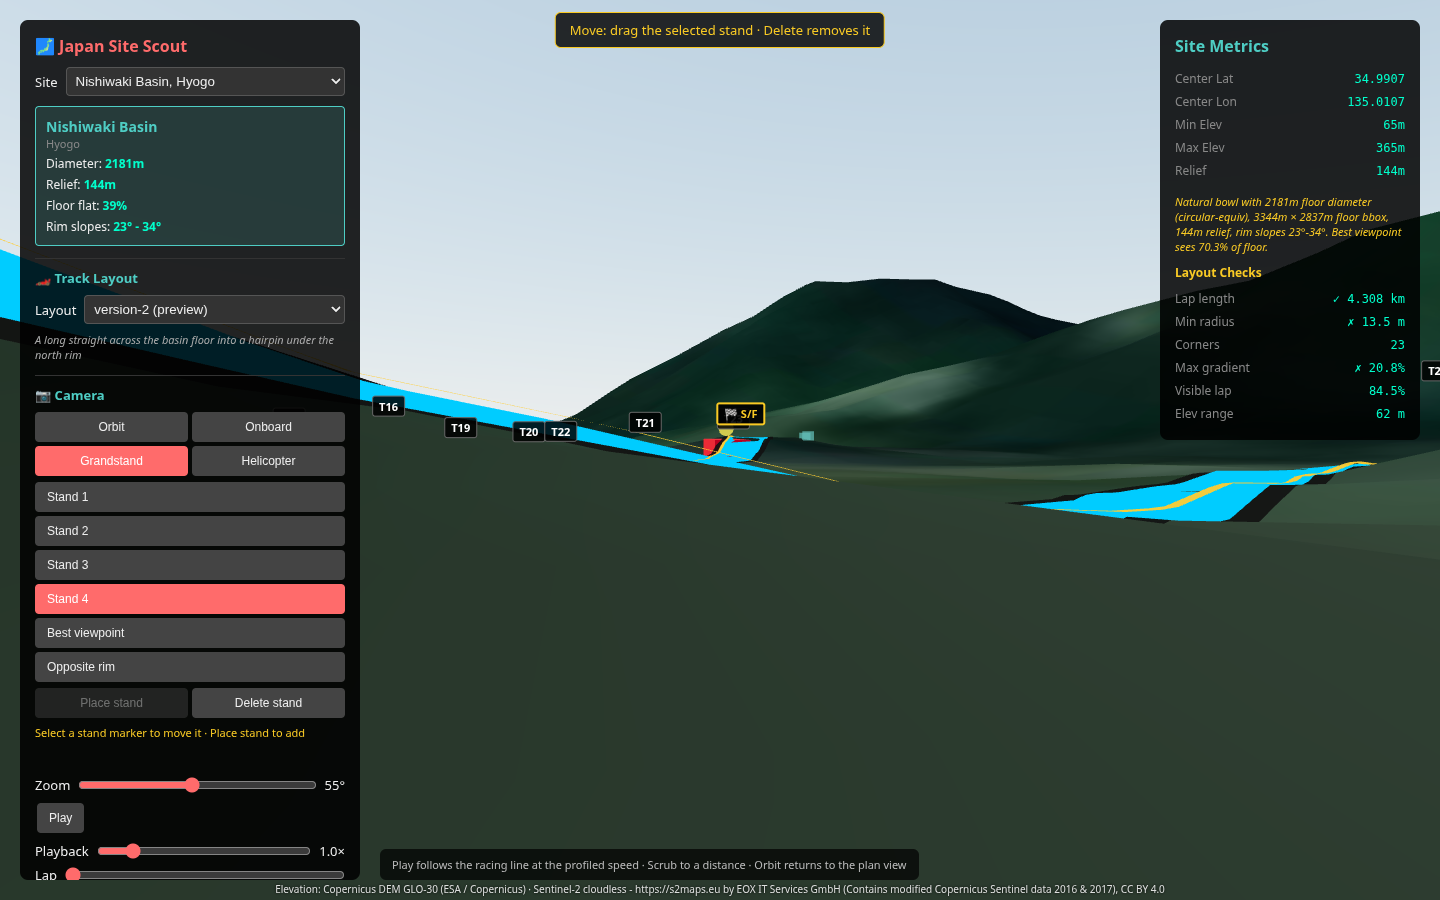 Move: drag the selected stand · Delete removes it
🗾 Japan Site Scout
Site Nishiwaki Basin, Hyogo
Nishiwaki Basin
Hyogo
Diameter: 2181m
Relief: 144m
Floor flat: 39%
Rim slopes: 23° - 34°
🏎️ Track Layout
Layout version-2 (preview)
A long straight across the basin floor into a hairpin under the
north rim
📷 Camera
Orbit Onboard
Grandstand Helicopter
Stand 1
Stand 2
Stand 3
Stand 4
Best viewpoint
Opposite rim
Place stand Delete stand
Select a stand marker to move it · Place stand to add
Zoom 55°
Play
Playback 1.0×
Lap
T16
T19
T20
T22
T21
🏁 S/F
Site Metrics
Center Lat 34.9907
Center Lon 135.0107
Min Elev 65m
Max Elev 365m
Relief 144m
Natural bowl with 2181m floor diameter
(circular-equiv), 3344m × 2837m floor bbox,
144m relief, rim slopes 23°-34°. Best viewpoint
sees 70.3% of floor.
Layout Checks
Lap length ✓ 4.308 km
Min radius ✗ 13.5 m
Corners 23
Max gradient ✗ 20.8%
Visible lap 84.5%
Elev range 62 m
Play follows the racing line at the profiled speed · Scrub to a distance · Orbit returns to the plan view
Elevation: Copernicus DEM GLO-30 (ESA / Copernicus) · Sentinel-2 cloudless - https://s2maps.eu by EOX IT Services GmbH (Contains modified Copernicus Sentinel data 2016 & 2017), CC BY 4.0